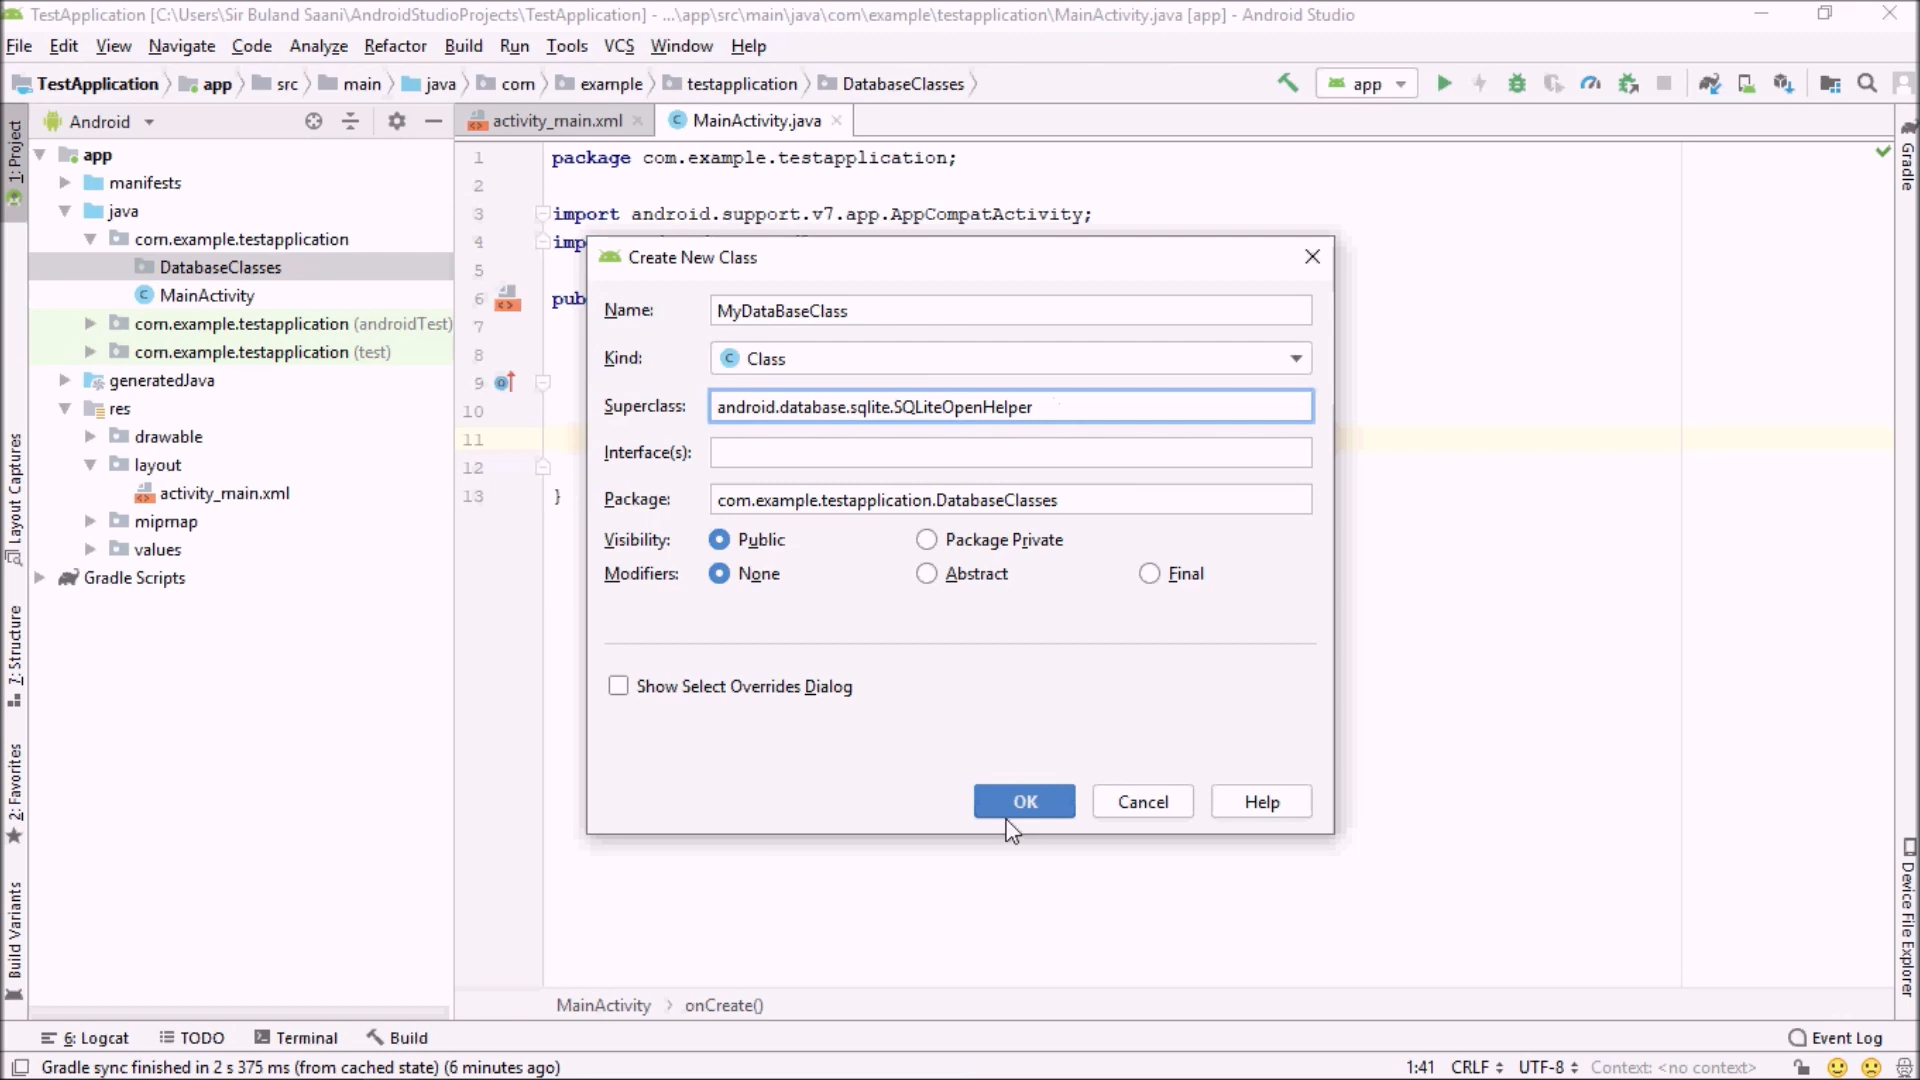 TestApplication [C:\Users\Sir Buland Saani\AndroidStudioProjects\TestApplication] - ...\app\src\main\java\com\example\testapplication\MainActivity.java [app] - Android Studio
File Edit View Navigate Code Analyze Refactor Build Run Tools VCS Window Help
TestApplication app src main java com example testapplication DatabaseClasses app
Android
activity_main.xml MainActivity.java
1: Project
Layout Captures
7: Structure
2: Favorites
Build Variants
app
manifests
java
com.example.testapplication
DatabaseClasses
MainActivity
com.example.testapplication (androidTest)
com.example.testapplication (test)
generatedJava
res
drawable
layout
activity_main.xml
mipmap
values
Gradle Scripts
1 package com.example.testapplication;
2
3 import android.support.v7.app.AppCompatActivity;
4 imp
5
6 pub
7
8
9
10
11
12
13 }
Create New Class
Name: MyDataBaseClass
Kind: C Class
Superclass: android.database.sqlite.SQLiteOpenHelper
Interface(s):
Package: com.example.testapplication.DatabaseClasses
Visibility: Public Package Private
Modifiers: None Abstract Final
Show Select Overrides Dialog
OK Cancel Help
Gradle
Device File Explorer
MainActivity onCreate()
6: Logcat TODO Terminal Build Event Log
Gradle sync finished in 2 s 375 ms (from cached state) (6 minutes ago) 1:41 CRLF UTF-8 Context: <no context>